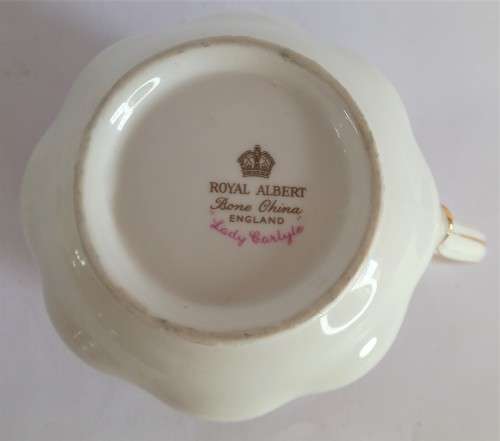 ROYAL ALBERT
Bone China
ENGLAND
"Lady Carlyle"